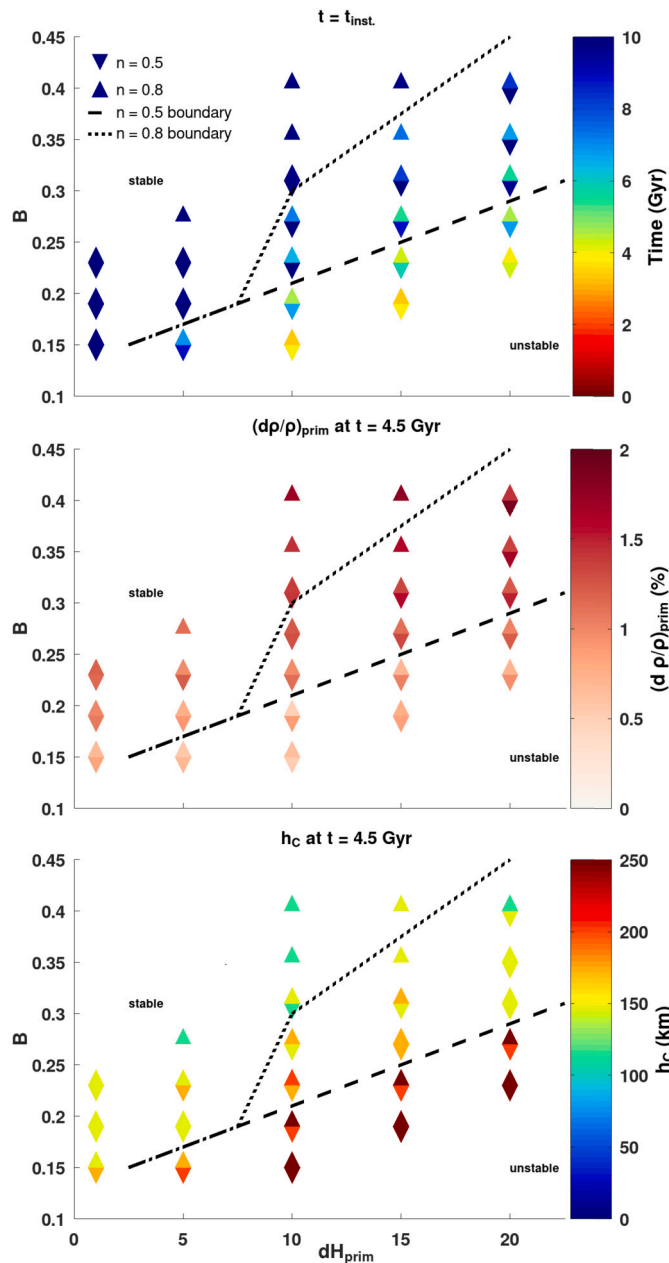 t = t_inst.
0.45
▼ n = 0.5
10
0.4
▲ n = 0.8
n = 0.5 boundary
8
0.35
n = 0.8 boundary
stable
0.3
6
B
Time (Gyr)
0.25
4
0.2
2
0.15
unstable
0.1
0
(dρ/ρ)prim at t = 4.5 Gyr
0.45
2
0.4
0.35
1.5
stable
0.3
B
1
(d ρ/ρ)prim (%)
0.25
0.2
0.5
0.15
unstable
0.1
0
hC at t = 4.5 Gyr
0.45
250
0.4
200
0.35
stable
150
0.3
B
hC (km)
0.25
100
0.2
50
0.15
unstable
0.1
0
0 5 10 15 20
dHprim